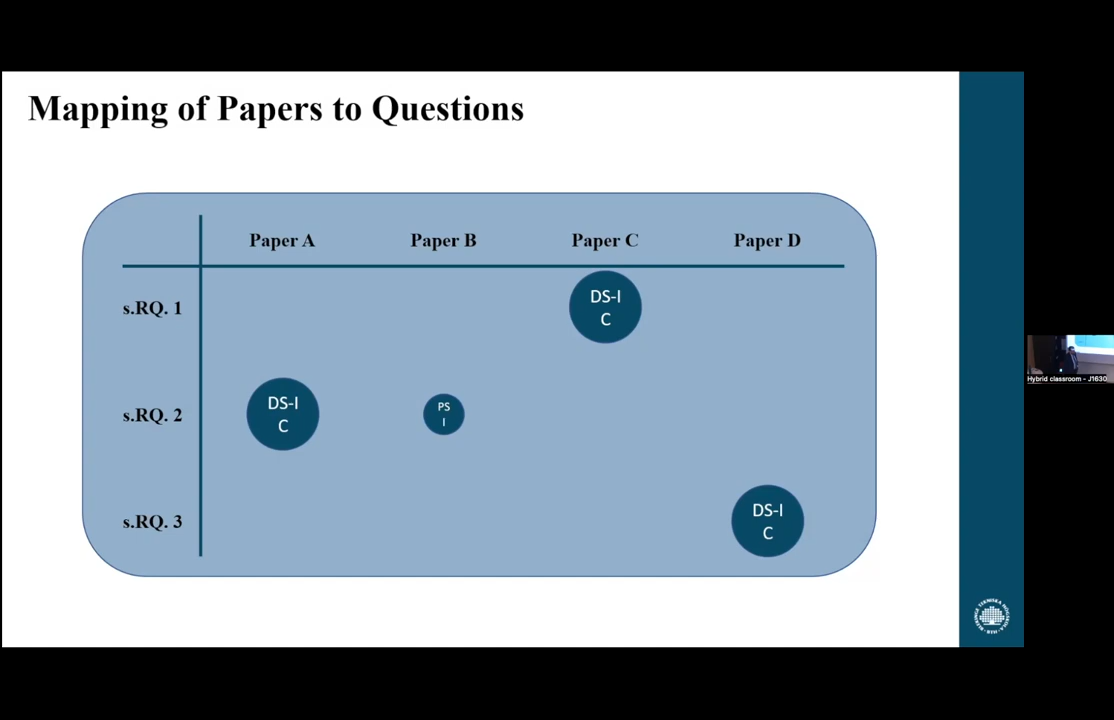 Mapping of Papers to Questions
Paper A Paper B Paper C Paper D
s.RQ. 1
DS-I
C
s.RQ. 2
DS-I
C
PS
I
s.RQ. 3
DS-I
C
Hybrid classroom - J1630